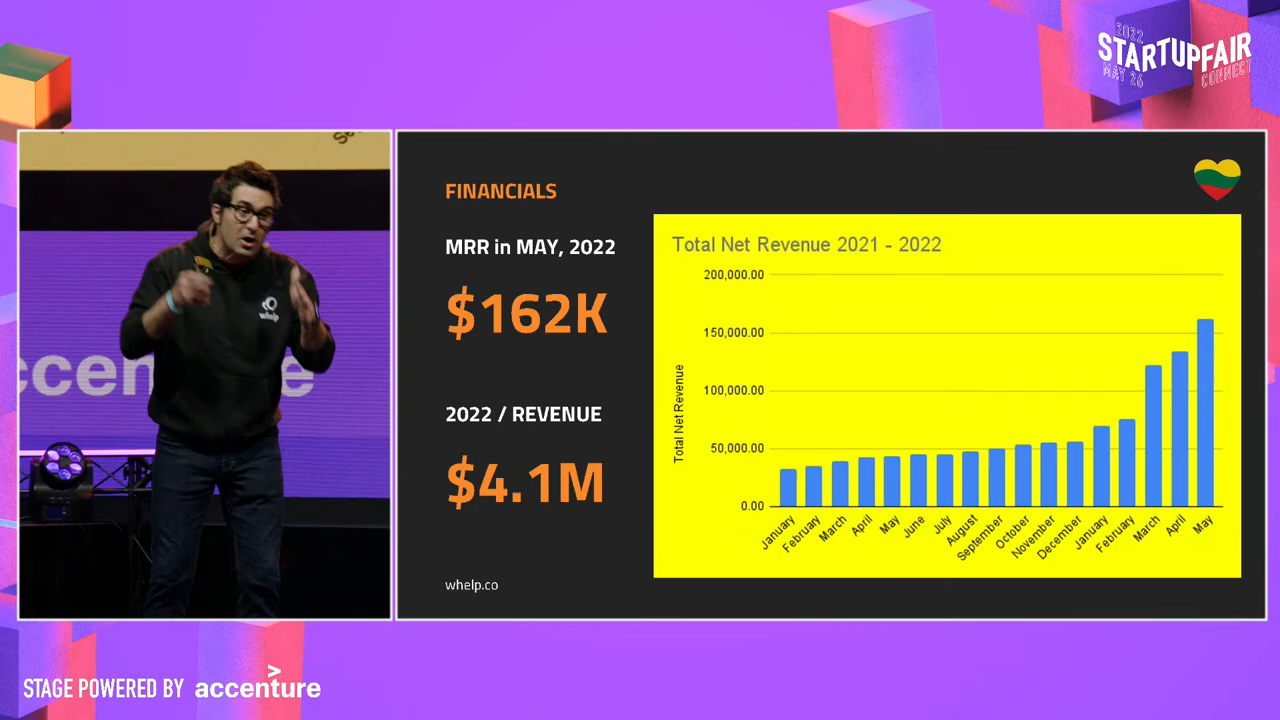 2022
STARTUPFAIR
MAY 26
CONNECT
Se
FINANCIALS
MRR in MAY, 2022
$162K
2022 / REVENUE
$4.1M
whelp.co
Total Net Revenue 2021 - 2022
Total Net Revenue
200,000.00
150,000.00
100,000.00
50,000.00
0.00
January
February
March
April
May
June
July
August
September
October
November
December
January
February
March
April
May
whelp
ccen
e
STAGE POWERED BY accenture